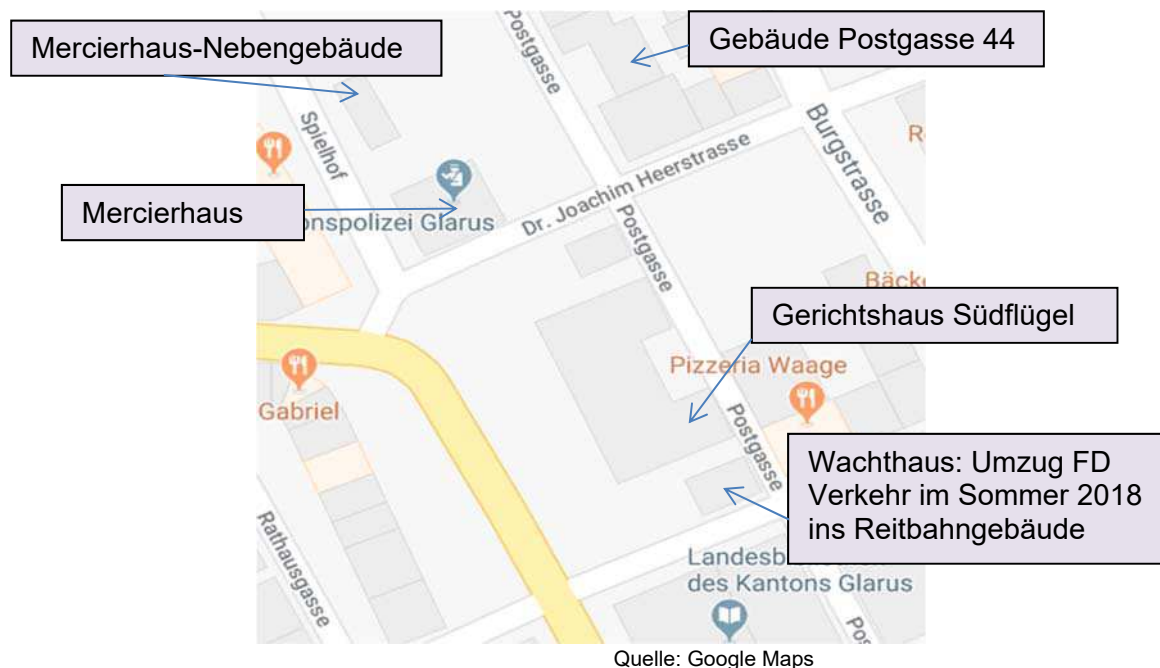 Mercierhaus-Nebengebäude
Gebäude Postgasse 44
Postgasse
Spielhof
Burgstrasse
R
Mercierhaus
onspolizei Glarus
Dr. Joachim Heerstrasse
Postgasse
Bäck
Gerichtshaus Südflügel
Pizzeria Waage
Gabriel
Postgasse
Wachthaus: Umzug FD
Verkehr im Sommer 2018
ins Reitbahngebäude
Rathausgasse
Landesb
des Kantons Glarus
Pos
Quelle: Google Maps